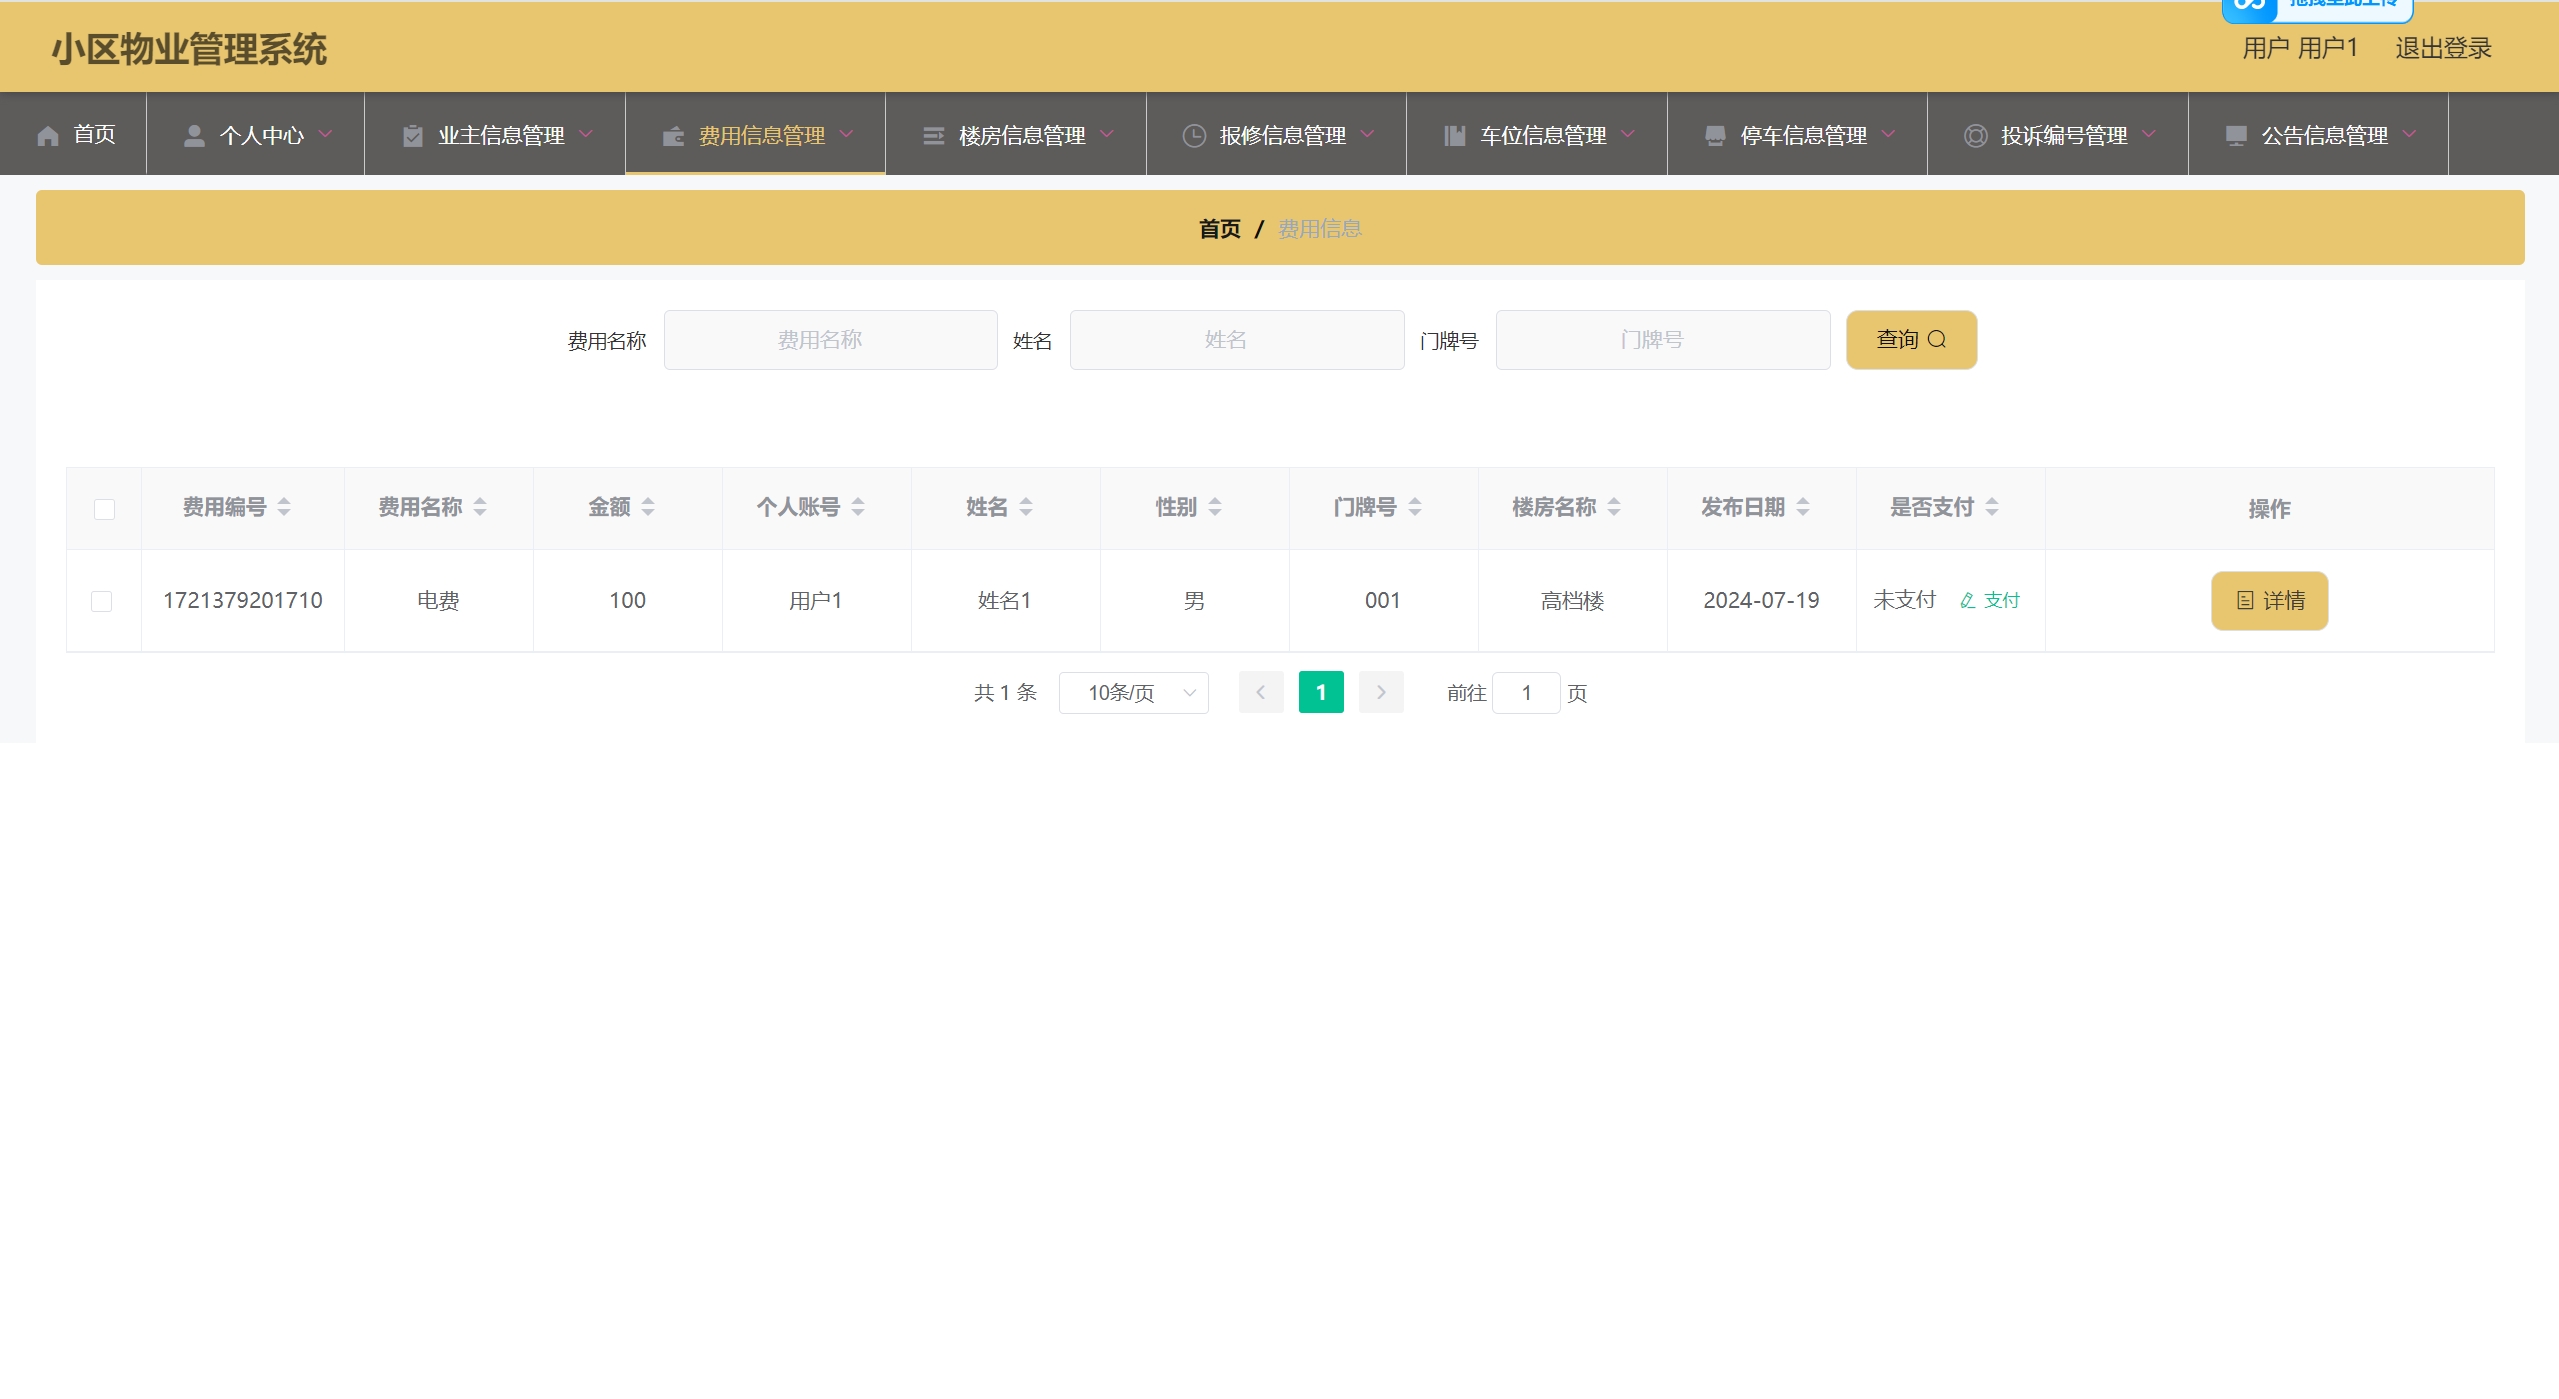 拖拽至此上传
小区物业管理系统
用户 用户1 退出登录
首页 个人中心 业主信息管理 费用信息管理 楼房信息管理 报修信息管理 车位信息管理 停车信息管理 投诉编号管理 公告信息管理
首页 / 费用信息
费用名称 费用名称 姓名 姓名 门牌号 门牌号 查询
费用编号 费用名称 金额 个人账号 姓名 性别 门牌号 楼房名称 发布日期 是否支付 操作
1721379201710 电费 100 用户1 姓名1 男 001 高档楼 2024-07-19 未支付 支付 详情
共 1 条 10条/页 1 前往 1 页